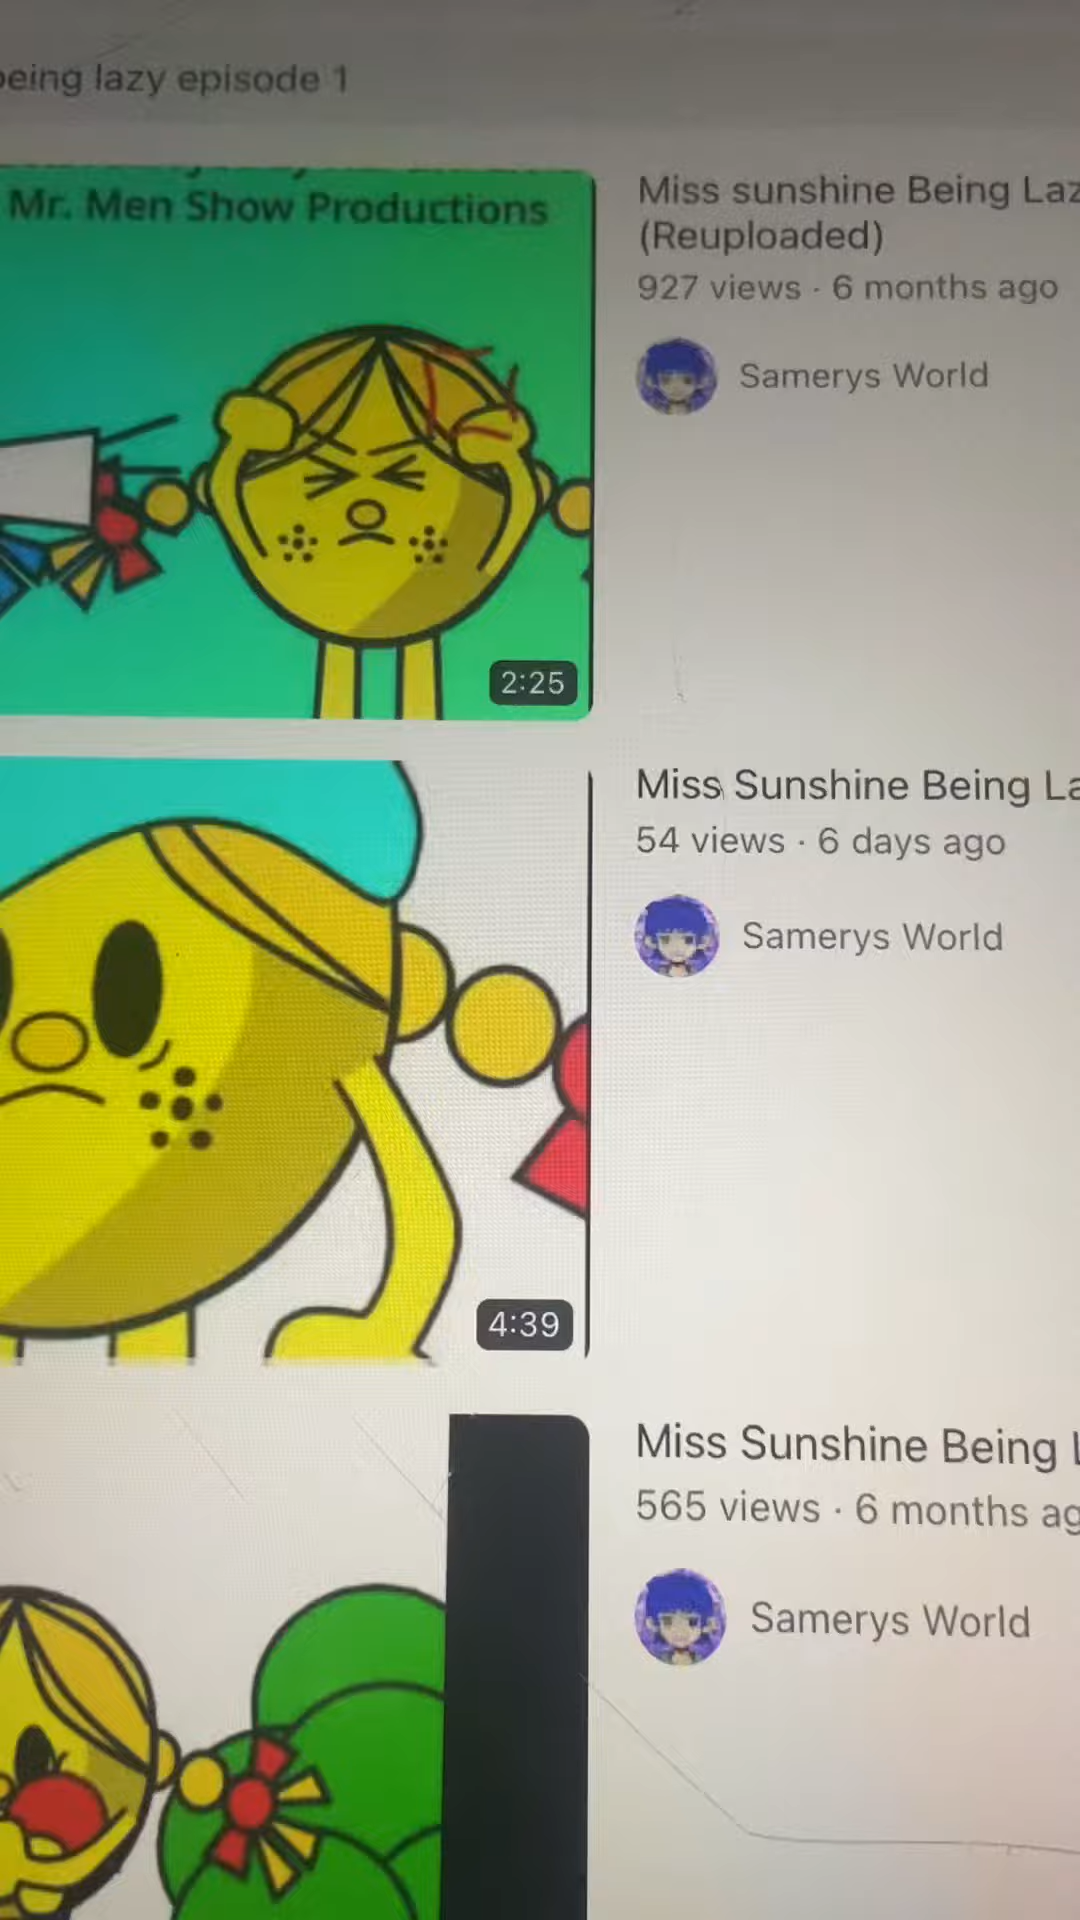 being lazy episode 1
Mr. Men Show Productions
2:25
Miss sunshine Being Laz
(Reuploaded)
927 views · 6 months ago
Samerys World
4:39
Miss Sunshine Being La
54 views · 6 days ago
Samerys World
Miss Sunshine Being L
565 views · 6 months ag
Samerys World